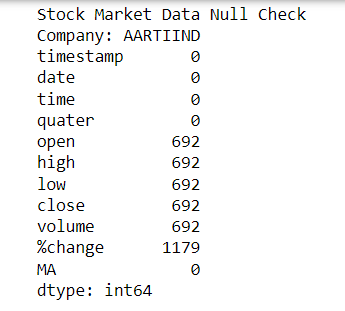 Stock Market Data Null Check
Company: AARTIIND
timestamp 0
date 0
time 0
quater 0
open 692
high 692
low 692
close 692
volume 692
%change 1179
MA 0
dtype: int64